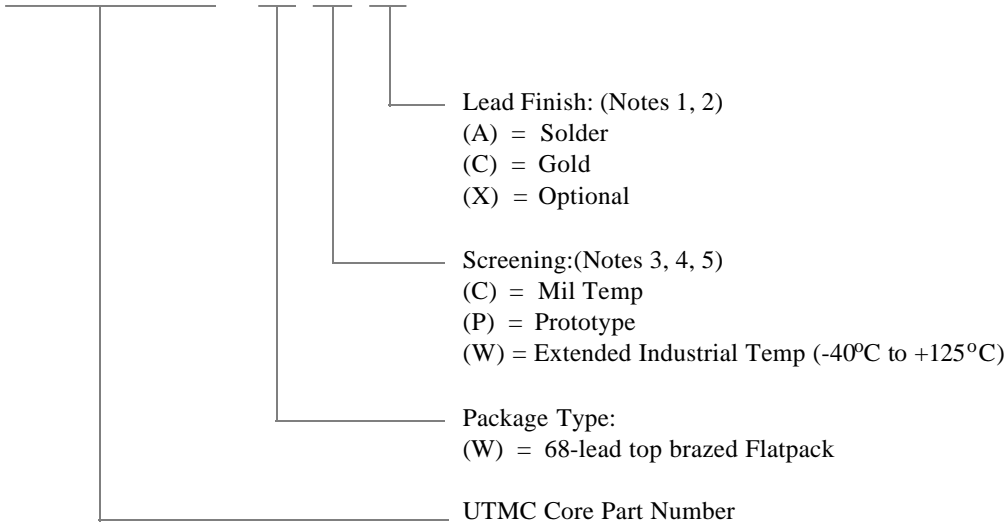 Lead Finish: (Notes 1, 2)
(A) = Solder
(C) = Gold
(X) = Optional
Screening:(Notes 3, 4, 5)
(C) = Mil Temp
(P) = Prototype
(W) = Extended Industrial Temp (-40°C to +125°C)
Package Type:
(W) = 68-lead top brazed Flatpack
UTMC Core Part Number